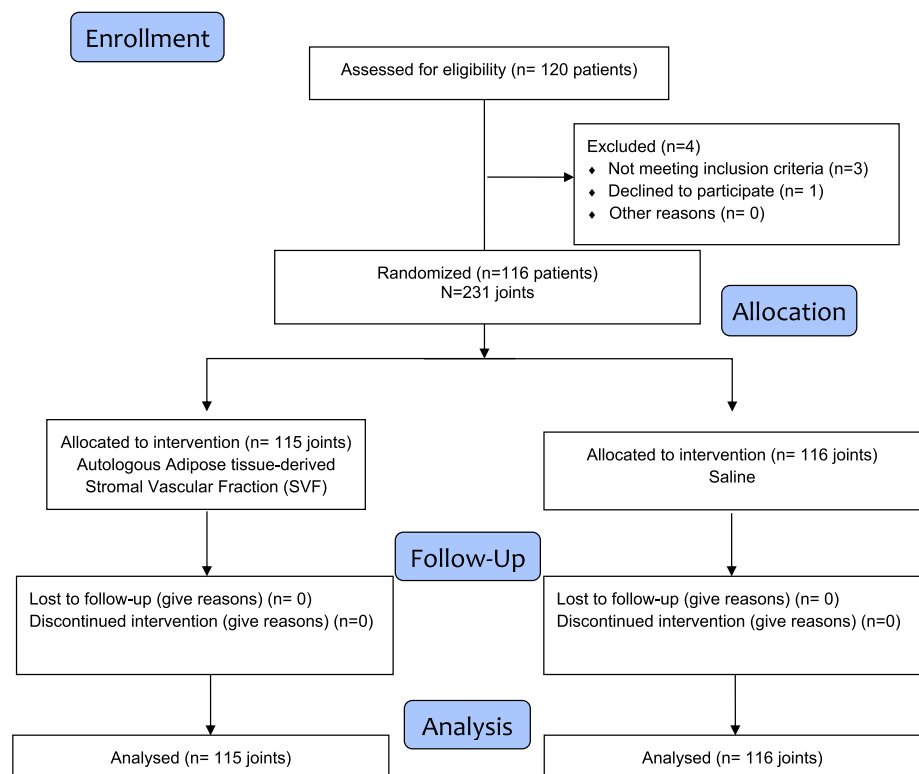 Enrollment
Assessed for eligibility (n= 120 patients)
Excluded (n=4)
♦ Not meeting inclusion criteria (n=3)
♦ Declined to participate (n= 1)
♦ Other reasons (n= 0)
Randomized (n=116 patients)
N=231 joints
Allocation
Allocated to intervention (n= 115 joints)
Autologous Adipose tissue-derived
Stromal Vascular Fraction (SVF)
Allocated to intervention (n= 116 joints)
Saline
Follow-Up
Lost to follow-up (give reasons) (n= 0)
Discontinued intervention (give reasons) (n=0)
Lost to follow-up (give reasons) (n= 0)
Discontinued intervention (give reasons) (n=0)
Analysis
Analysed (n= 115 joints)
Analysed (n= 116 joints)